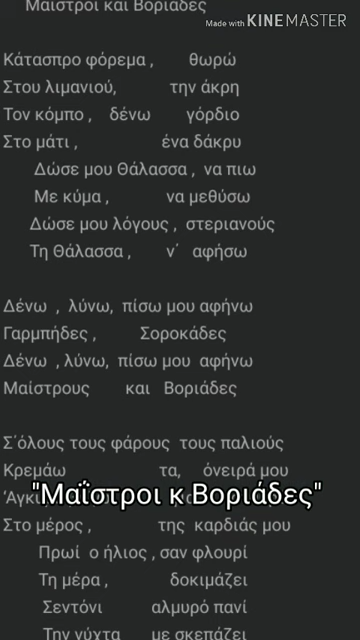 Μαϊστροι και Βοριάδες
Made with KINEMASTER
Κάτασπρο φόρεμα , θωρώ
Στου λιμανιού, την άκρη
Τον κόμπο , δένω γόρδιο
Στο μάτι , ένα δάκρυ
Δώσε μου Θάλασσα , να πιω
Με κύμα , να μεθύσω
Δώσε μου λόγους , στεριανούς
Τη Θάλασσα , ν΄ αφήσω
Δένω , λύνω, πίσω μου αφήνω
Γαρμπήδες , Σοροκάδες
Δένω , λύνω, πίσω μου αφήνω
Μαίστρους και Βοριάδες
Σ΄όλους τους φάρους τους παλιούς
Κρεμάω τα, όνειρά μου
"Μαΐστροι κ Βοριάδες"
Στο μέρος , της καρδιάς μου
Πρωί ο ήλιος , σαν φλουρί
Τη μέρα , δοκιμάζει
Σεντόνι αλμυρό πανί
Την νύχτα με σκεπάζει